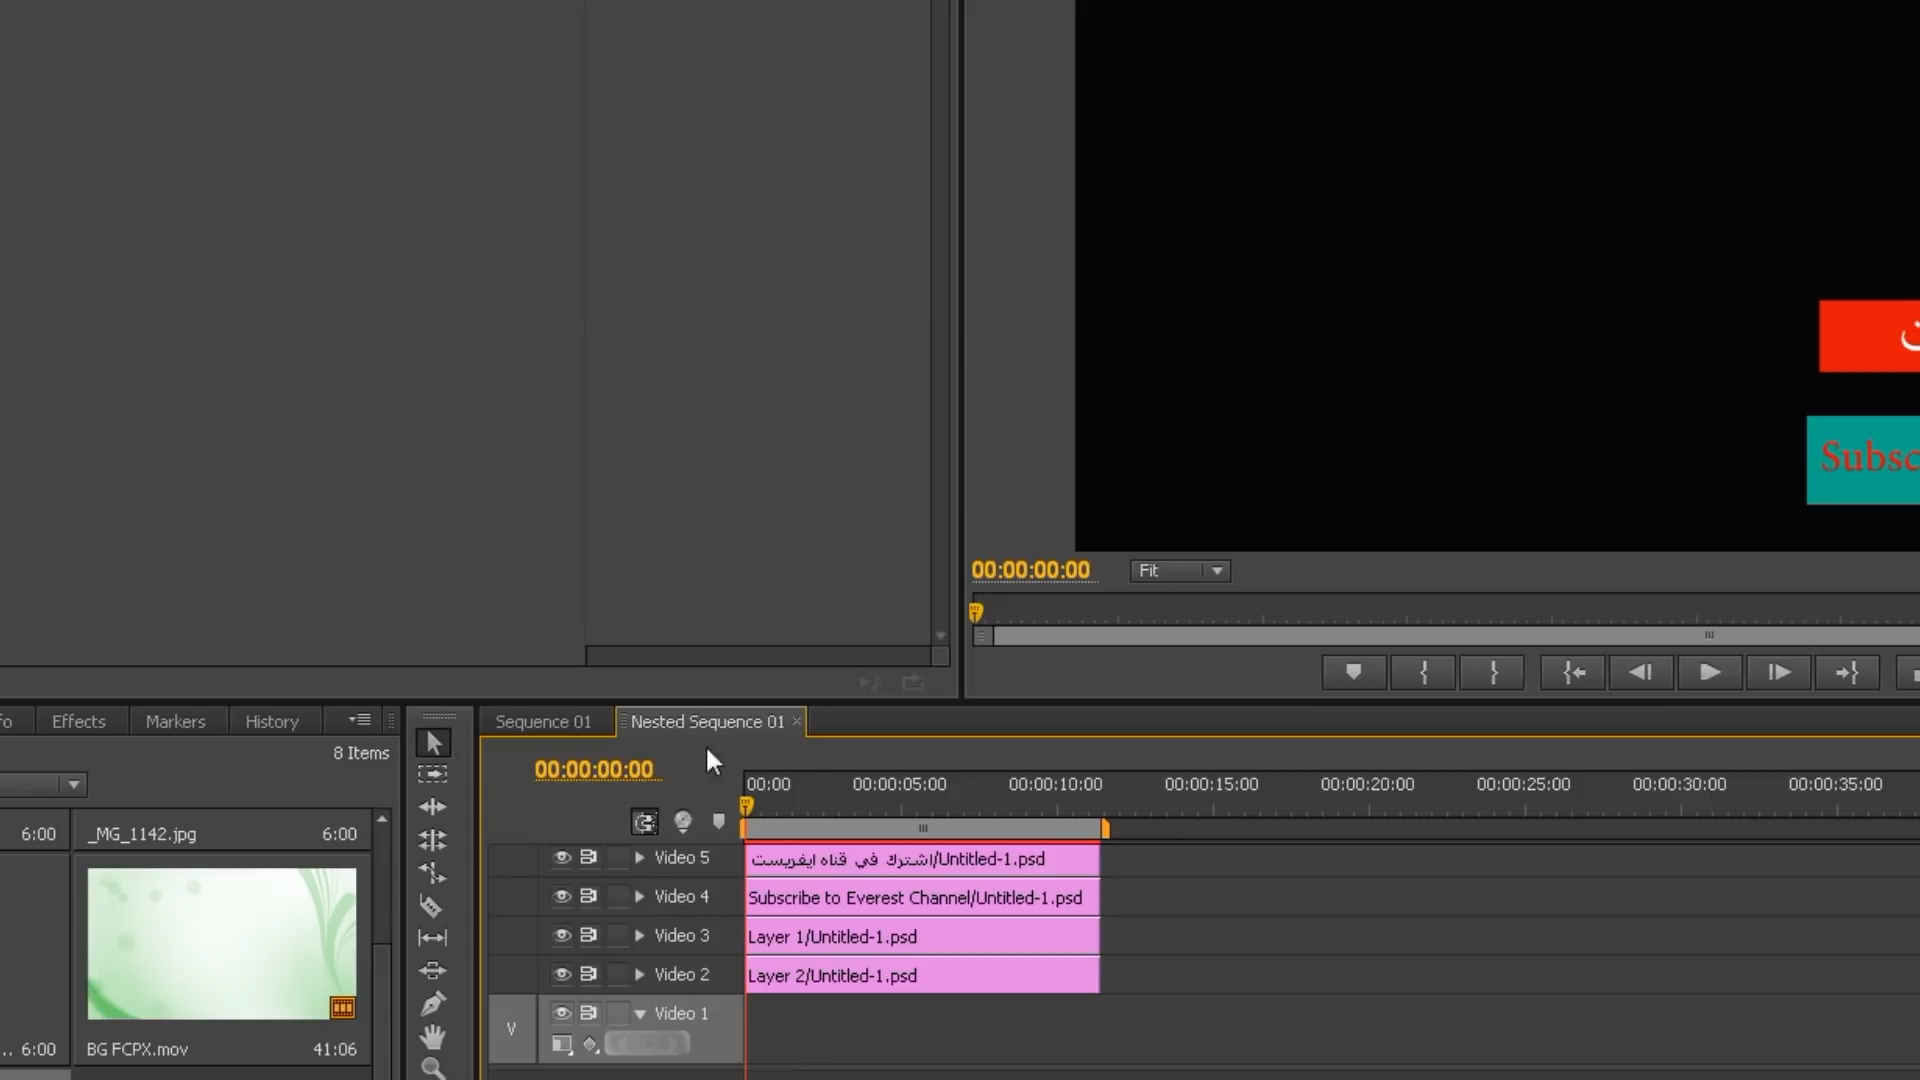 ت
Subsc
00:00:00:00
Fit
fo
Effects
Markers
History
Sequence 01
Nested Sequence 01
8 Items
00:00:00:00
00:00
00:00:05:00
00:00:10:00
00:00:15:00
00:00:20:00
00:00:25:00
00:00:30:00
00:00:35:00
6:00
_MG_1142.jpg
6:00
Video 5
اشترك في قناه ايفريست/Untitled-1.psd
Video 4
Subscribe to Everest Channel/Untitled-1.psd
Video 3
Layer 1/Untitled-1.psd
Video 2
Layer 2/Untitled-1.psd
V
Video 1
.. 6:00
BG FCPX.mov
41:06